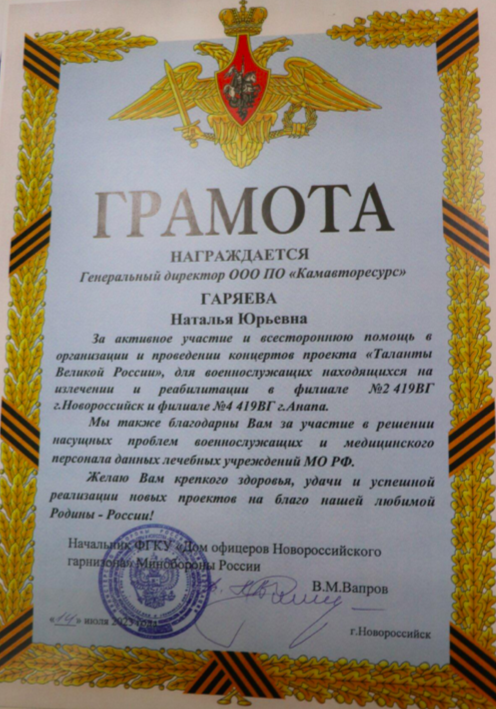 ГРАМОТА
НАГРАЖДАЕТСЯ
Генеральный директор ООО ПО «Камавторесурс»
ГАРЯЕВА
Наталья Юрьевна
За активное участие и всестороннюю помощь в
организации и проведении концертов проекта «Таланты
Великой России», для военнослужащих находящихся на
излечении и реабилитации в филиале №2 419ВГ
г.Новороссийск и филиале №4 419ВГ г.Анапа.
Мы также благодарны Вам за участие в решении
насущных проблем военнослужащих и медицинского
персонала данных лечебных учреждений МО РФ.
Желаю Вам крепкого здоровья, удачи и успешной
реализации новых проектов на благо нашей любимой
Родины - России!
Начальник ФГКУ «Дом офицеров Новороссийского
гарнизона» Минобороны России
В.М.Вапров
«14» июля
г.Новороссийск